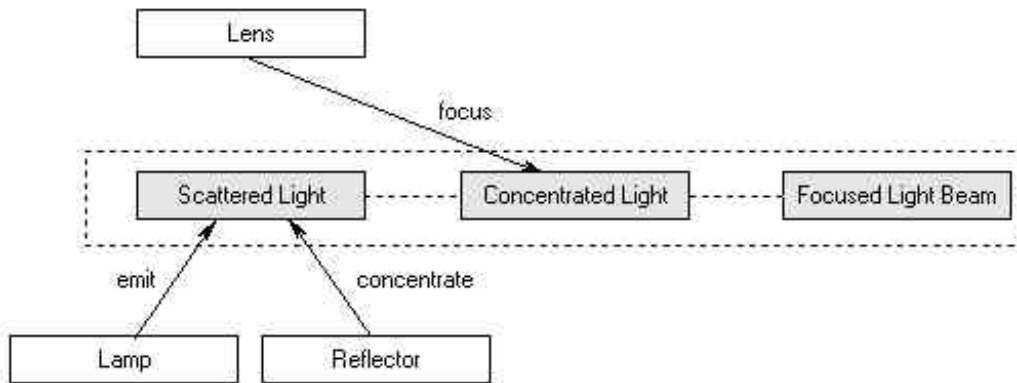 Lens
focus
Scattered Light
Concentrated Light
Focused Light Beam
emit
concentrate
Lamp
Reflector